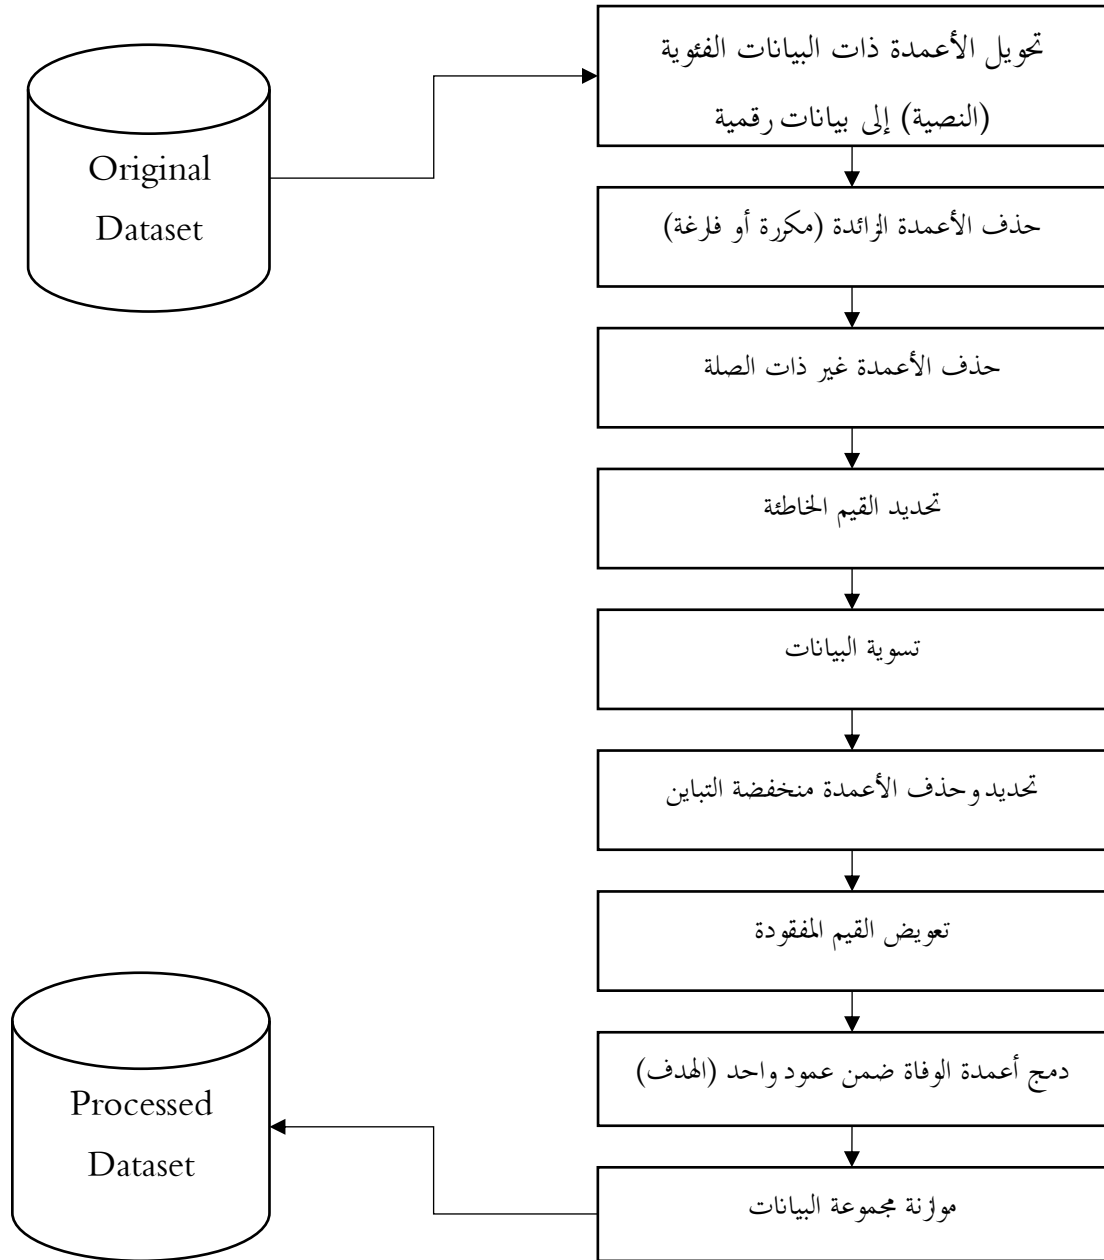 Original
Dataset
تحويل الأعمدة ذات البيانات الفئوية
(النصية) إلى بيانات رقمية
حذف الأعمدة الزائدة (مكررة أو فارغة)
حذف الأعمدة غير ذات الصلة
تحديد القيم الخاطئة
تسوية البيانات
تحديد وحذف الأعمدة منخفضة التباين
تعويض القيم المفقودة
دمج أعمدة الوفاة ضمن عمود واحد (الهدف)
موازنة مجموعة البيانات
Processed
Dataset